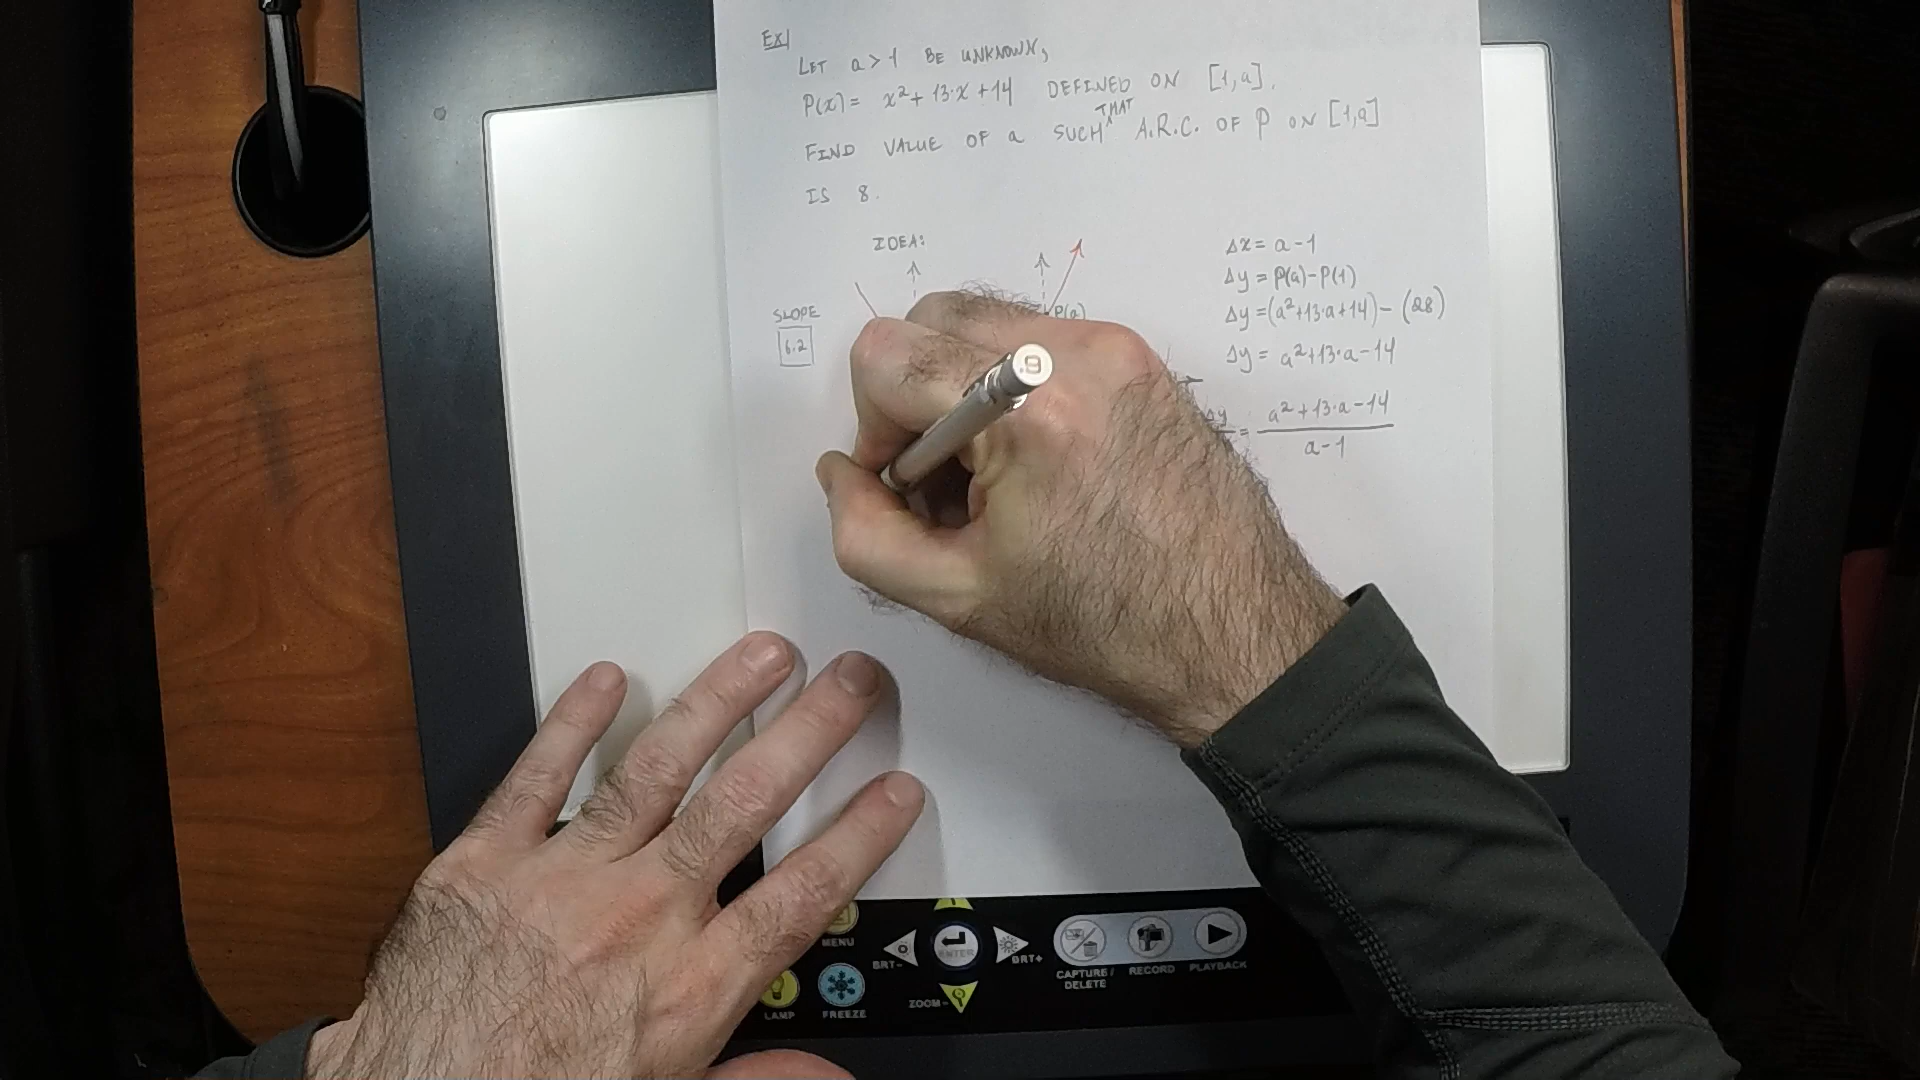 Ex|
LET a > 1 BE UNKNOWN,
P(x) = x² + 13·x + 14 DEFINED ON [1,a].
THAT
FIND VALUE OF a SUCH^ A.R.C. OF P ON [1,a]
IS 8.
IDEA:
SLOPE
6.2
P(a)
Δx = a - 1
Δy = P(a) - P(1)
Δy = (a² + 13·a + 14) - (28)
Δy = a² + 13·a - 14
Δy = a² + 13·a - 14
a - 1
MENU
BRT-
ENTER
BRT+
CAPTURE / DELETE
RECORD
PLAYBACK
LAMP
FREEZE
ZOOM-